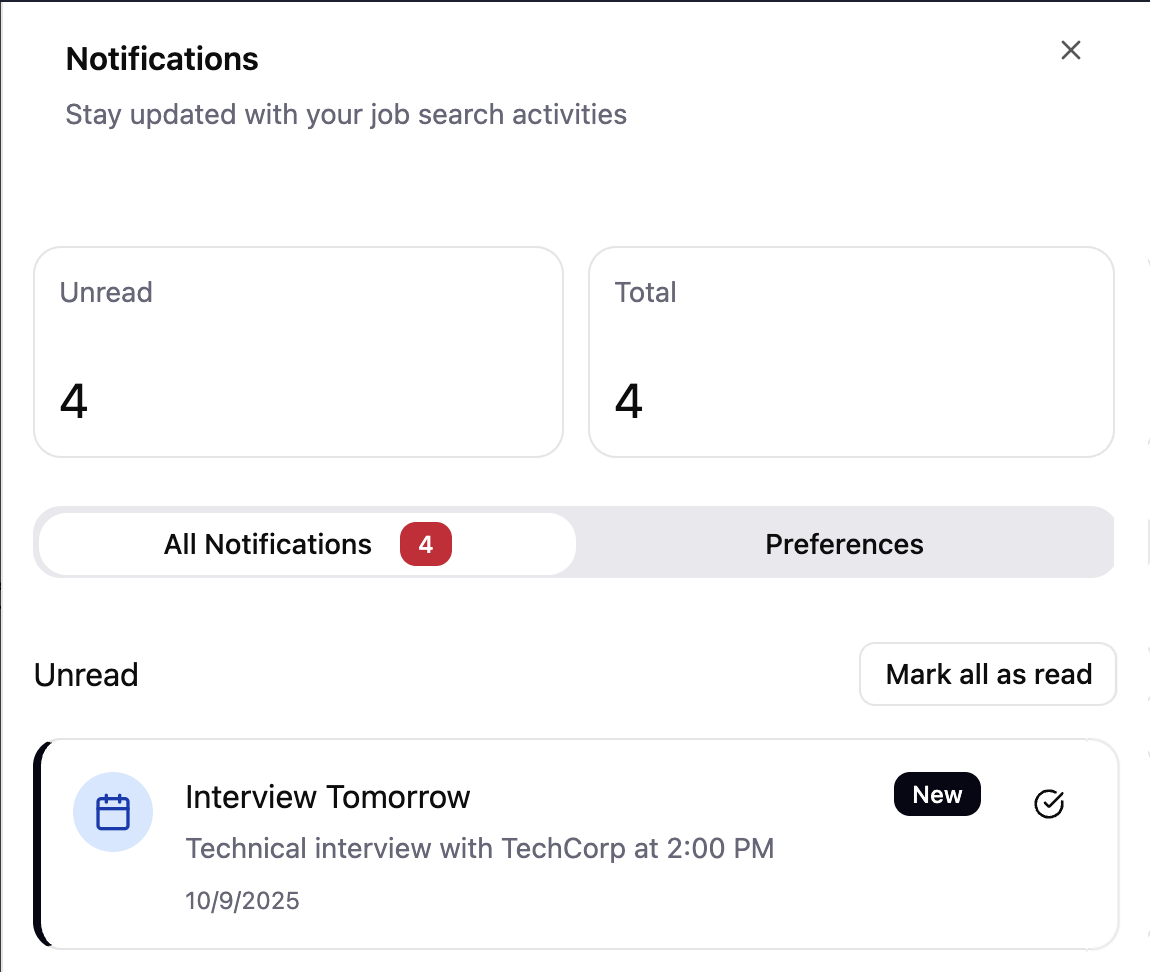 Notifications
Stay updated with your job search activities
Unread
Total
4
4
All Notifications 4
Preferences
Unread
Mark all as read
Interview Tomorrow
New
Technical interview with TechCorp at 2:00 PM
10/9/2025